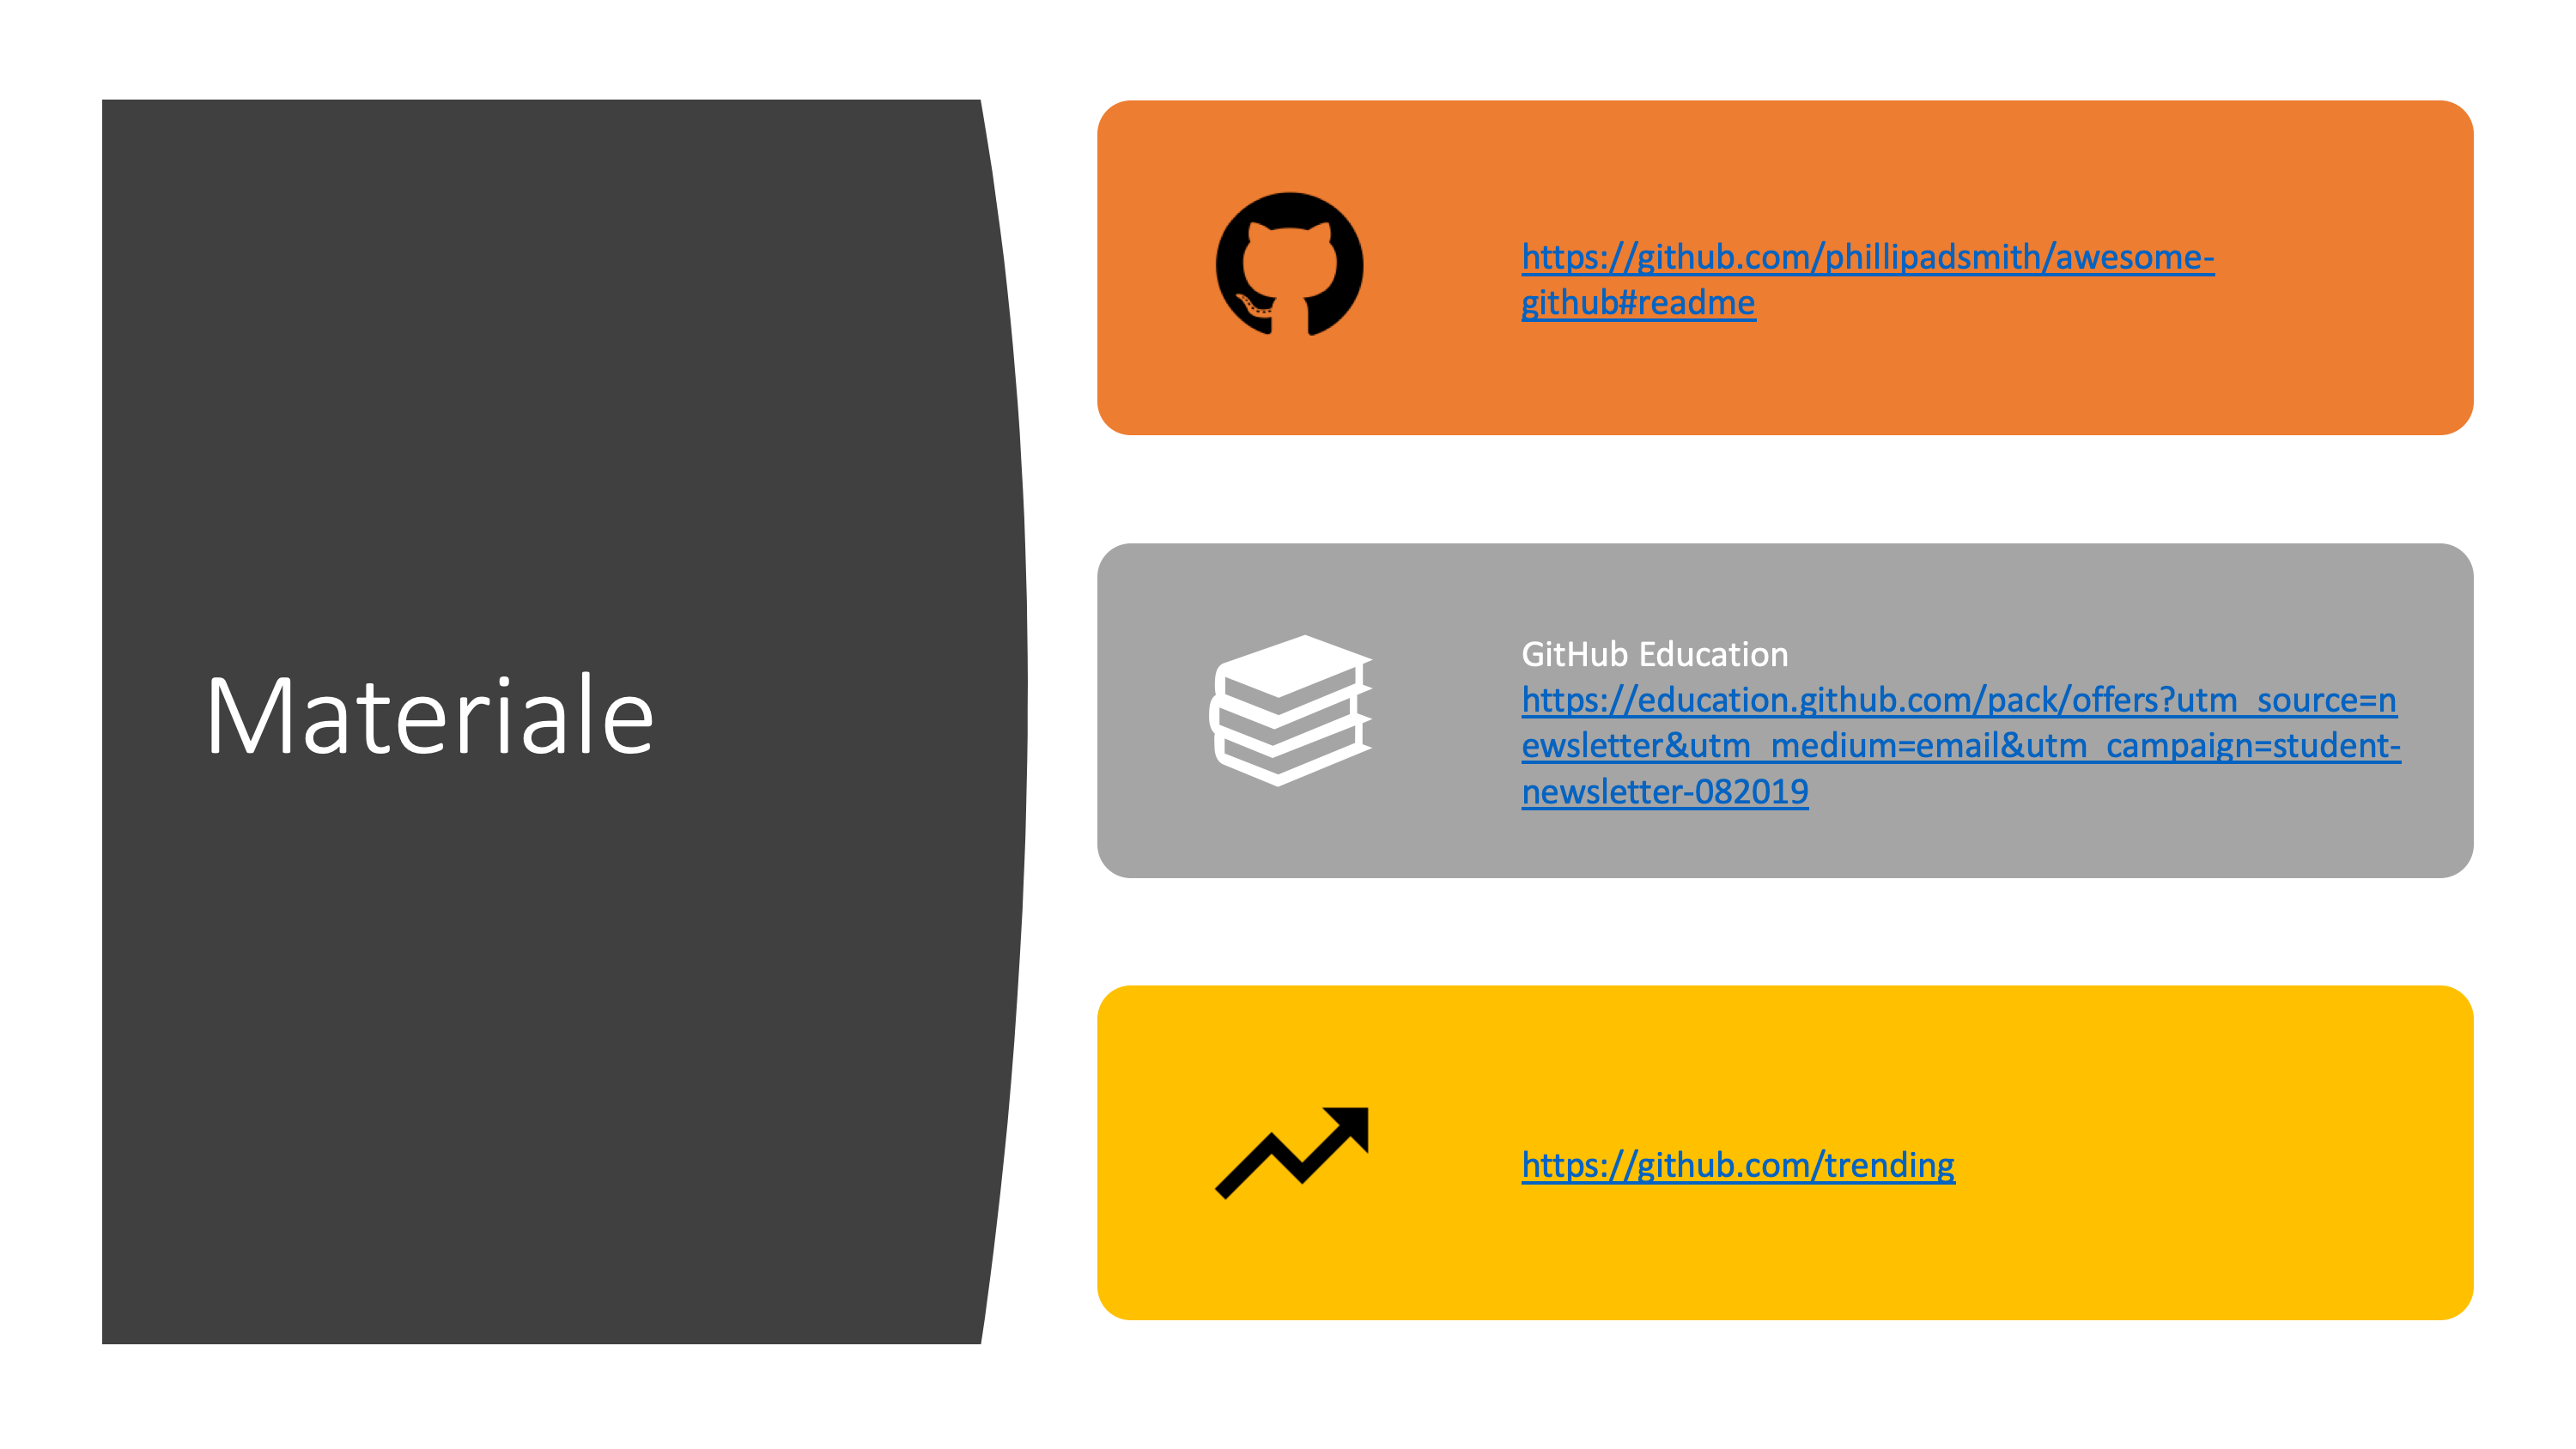 Materiale
https://github.com/phillipadsmith/awesome-
github#readme
GitHub Education
https://education.github.com/pack/offers?utm_source=n
ewsletter&utm_medium=email&utm_campaign=student-
newsletter-082019
https://github.com/trending